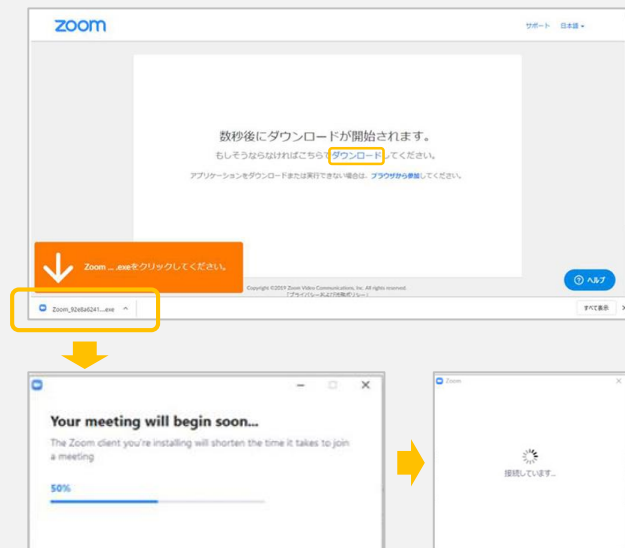 zoom
サポート 日本語
数秒後にダウンロードが開始されます。
もしそうならなければこちらでダウンロードしてください。
アプリケーションをダウンロードまたは実行できない場合は、ブラウザから参加してください。
Zoom ... .exeをクリックしてください。
Copyright ©2019 Zoom Video Communications, Inc. All rights reserved.
ヘルプ
Zoom_92e8a6241....exe
すべて表示
Your meeting will begin soon...
The Zoom client you're installing will shorten the time it takes to join
a meeting
50%
Zoom
接続しています...